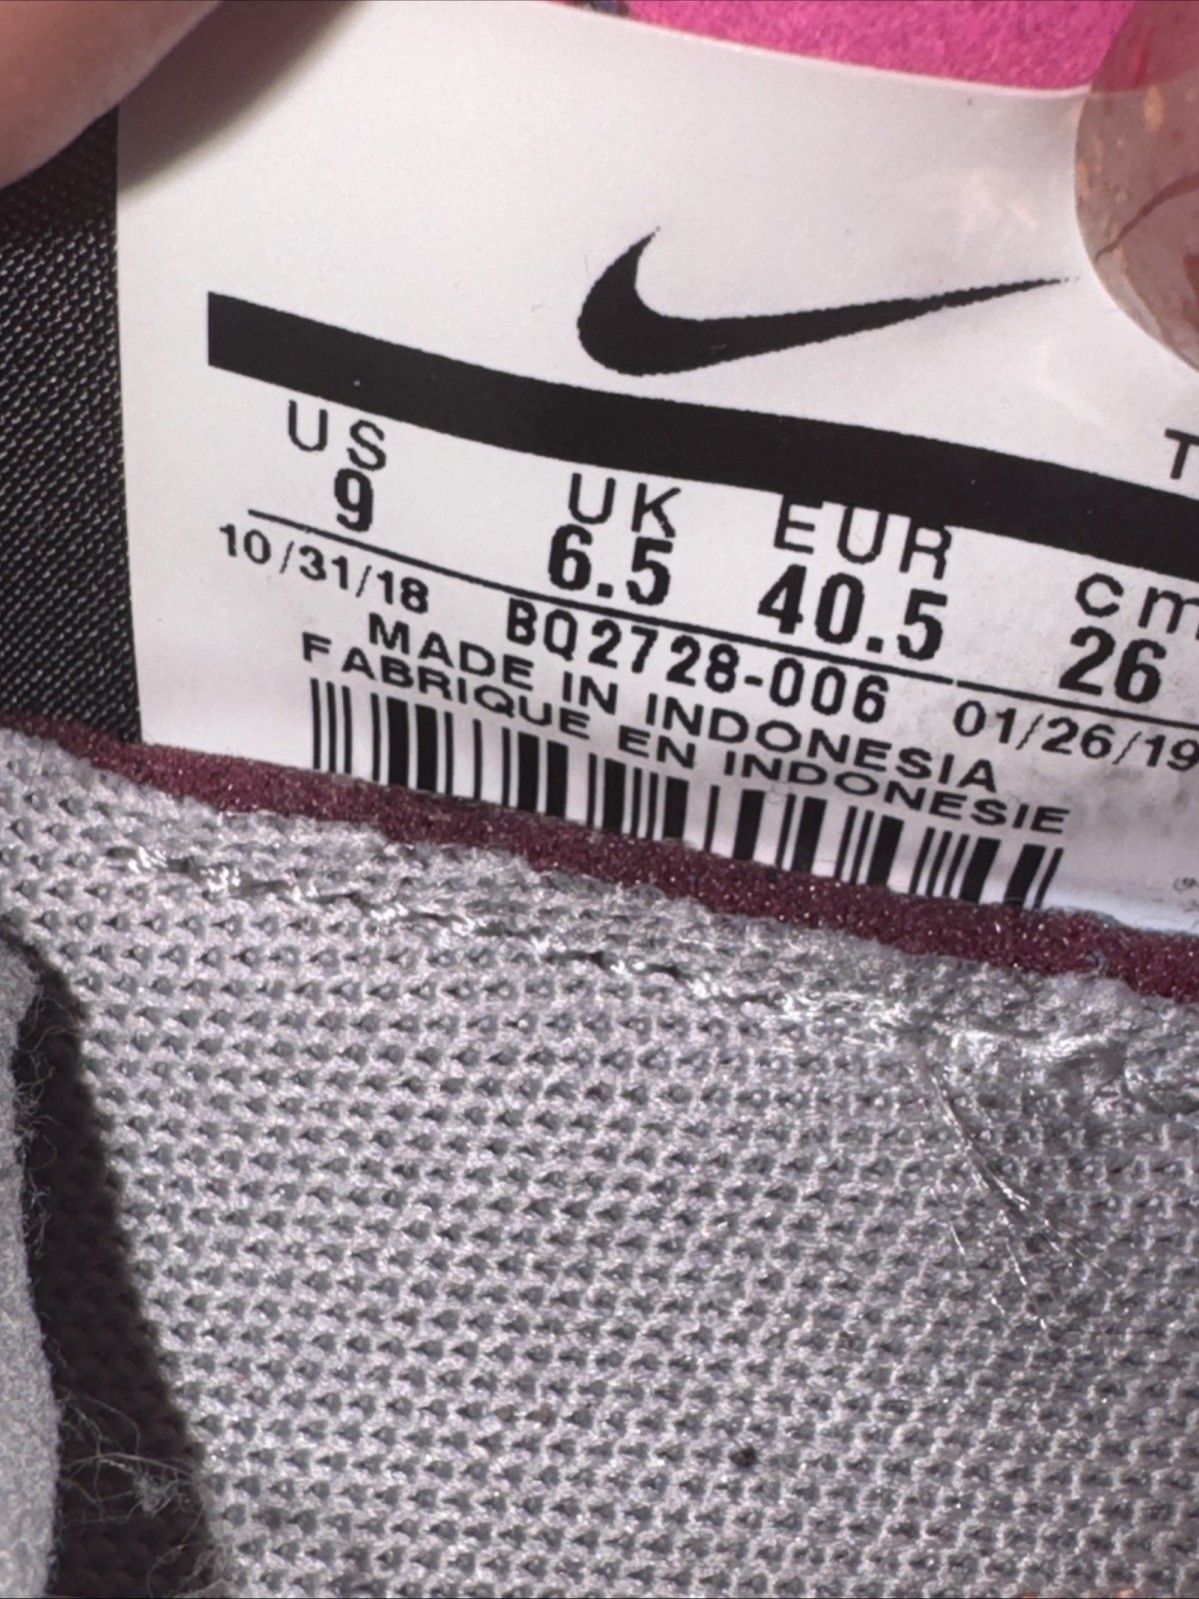 T
US UK EUR cm
9 6.5 40.5 26
10/31/18 BQ2728-006 01/26/19
MADE IN INDONESIA
FABRIQUE EN INDONESIE